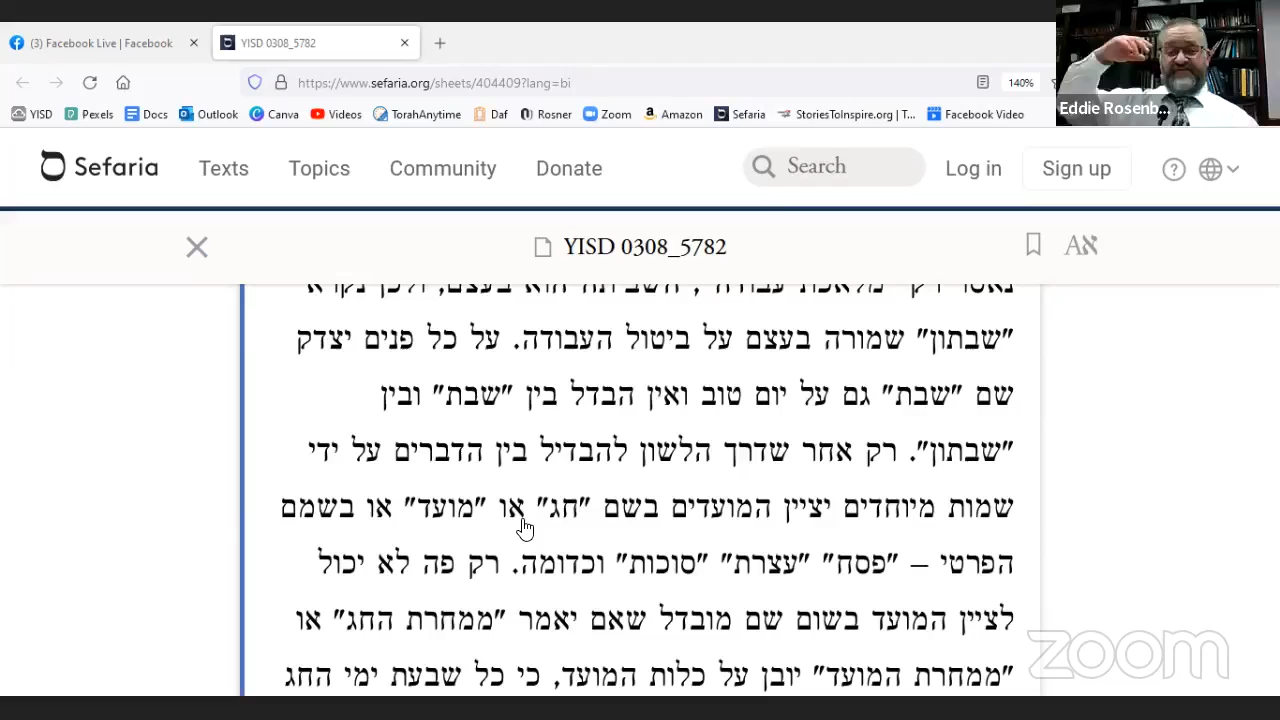 (3) Facebook Live | Facebook
YISD 0308_5782
https://www.sefaria.org/sheets/404409?lang=bi
140%
YISD
Pexels
Docs
Outlook
Canva
Videos
TorahAnytime
Daf
Rosner
Zoom
Amazon
Sefaria
StoriesToInspire.org | T...
Facebook Video
Eddie Rosenb...
Sefaria
Texts
Topics
Community
Donate
Search
Log in
Sign up
YISD 0308_5782
Aא
"שבתון" שמורה בעצם על ביטול העבודה. על כל פנים יצדק
שם "שבת" גם על יום טוב ואין הבדל בין "שבת" ובין
"שבתון". רק אחר שדרך הלשון להבדיל בין הדברים על ידי
שמות מיוחדים יציין המועדים בשם "חג" או "מועד" או בשמם
הפרטי – "פסח" "עצרת" "סוכות" וכדומה. רק פה לא יכול
לציין המועד בשום שם מובדל שאם יאמר "ממחרת החג" או
"ממחרת המועד" יובן על כלות המועד, כי כל שבעת ימי החג
zoom